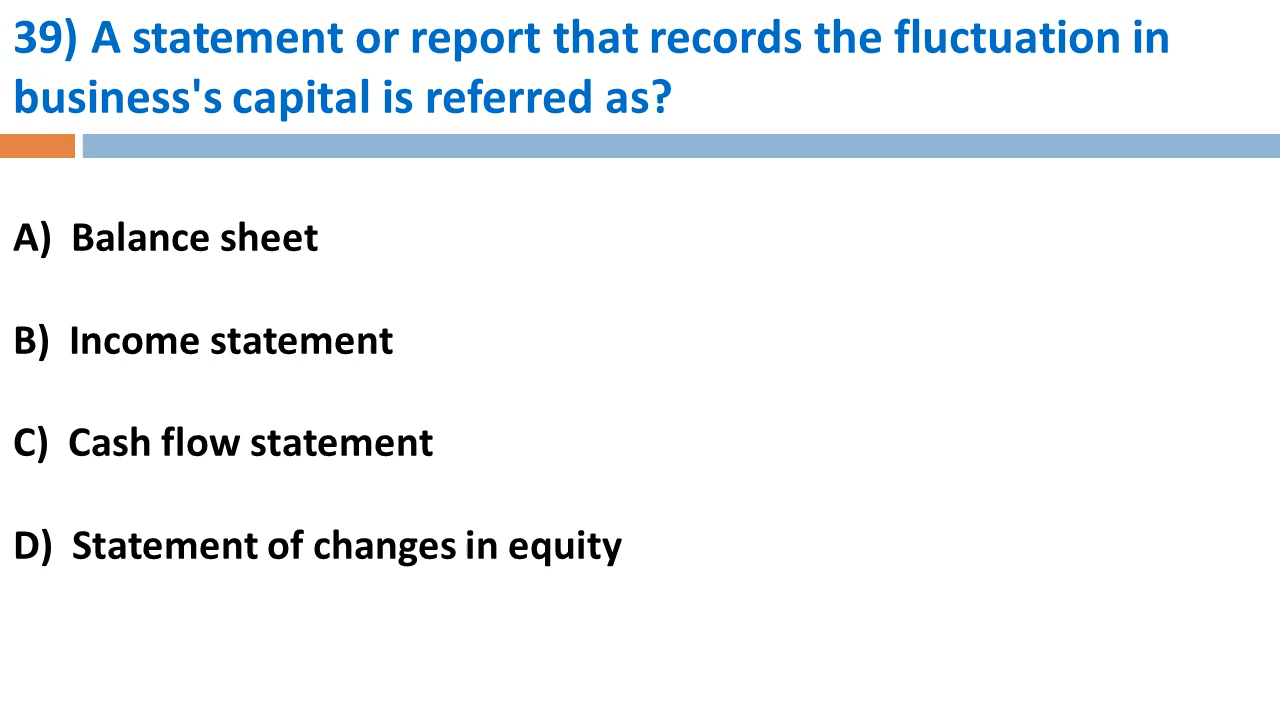 39) A statement or report that records the fluctuation in
business's capital is referred as?
A) Balance sheet
B) Income statement
C) Cash flow statement
D) Statement of changes in equity